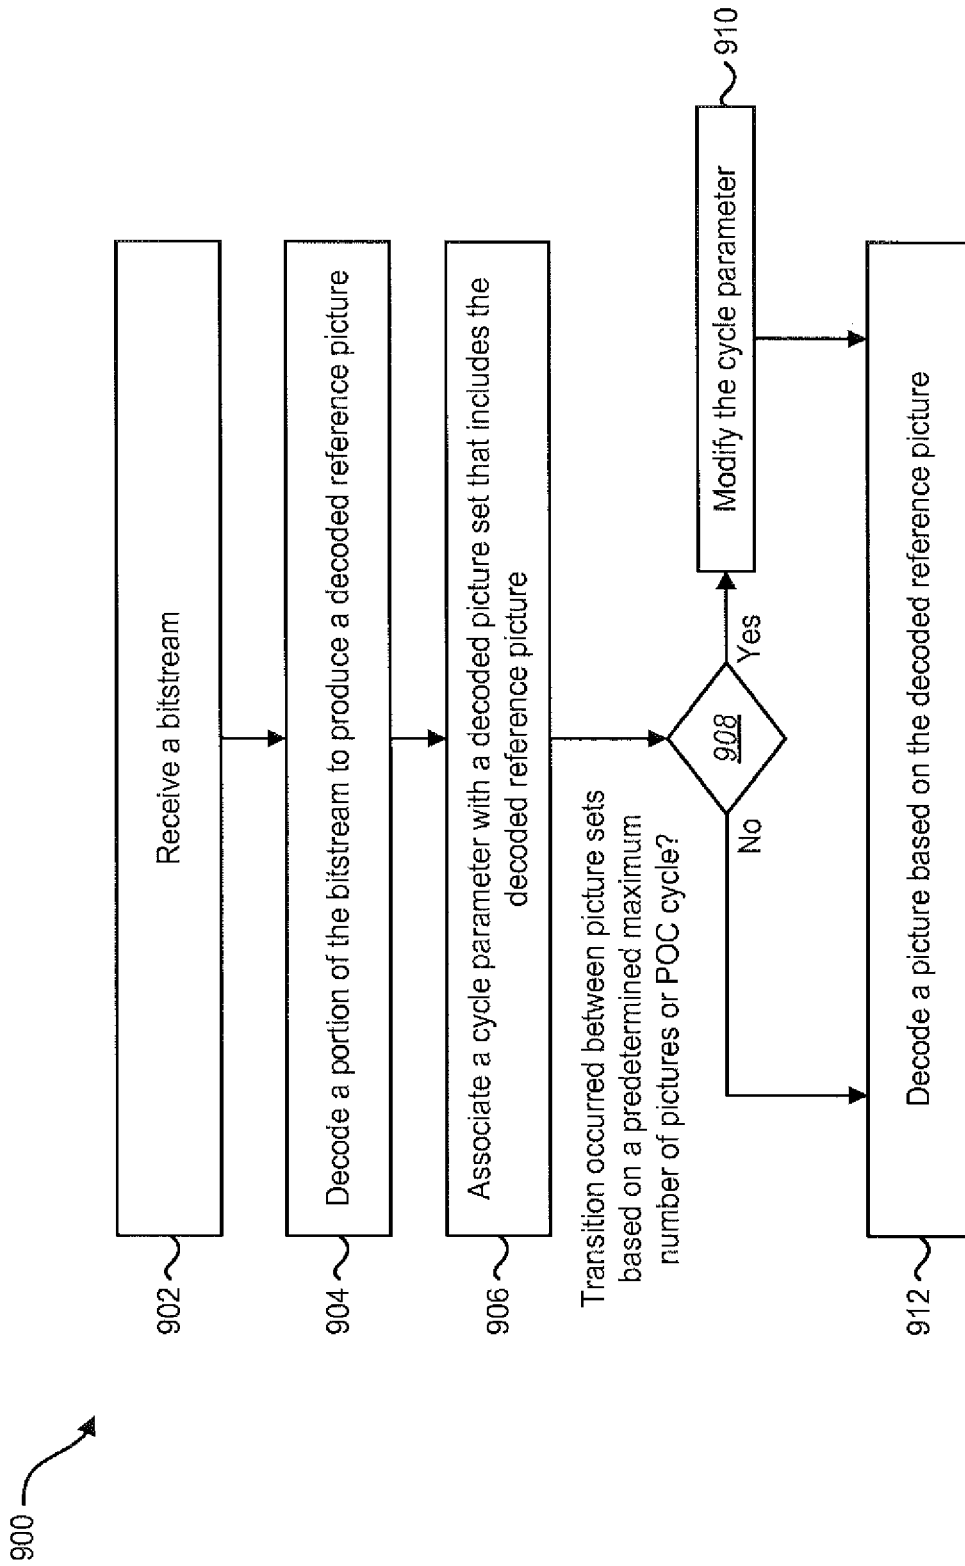 900
902
Receive a bitstream
904
Decode a portion of the bitstream to produce a decoded reference picture
906
Associate a cycle parameter with a decoded picture set that includes the
decoded reference picture
Transition occurred between picture sets
based on a predetermined maximum
number of pictures or POC cycle?
908
Yes
No
910
Modify the cycle parameter
912
Decode a picture based on the decoded reference picture